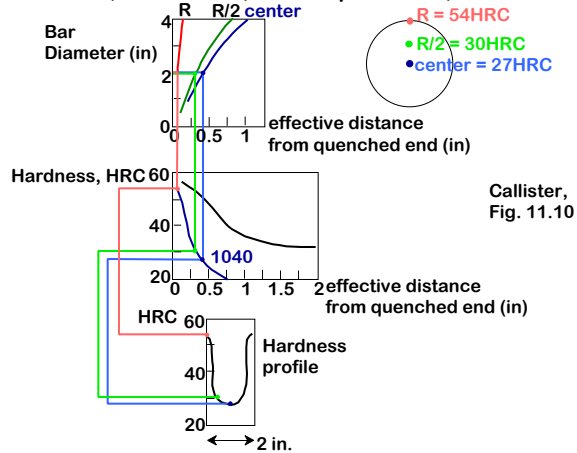 R R/2 center
Bar
Diameter (in)
4
2
0
0 0.5 1
effective distance
from quenched end (in)
R = 54HRC
R/2 = 30HRC
center = 27HRC
Hardness, HRC
60
40
20
1040
0 0.5 1 1.5 2
effective distance
from quenched end (in)
Callister,
Fig. 11.10
HRC
60
40
20
Hardness
profile
2 in.